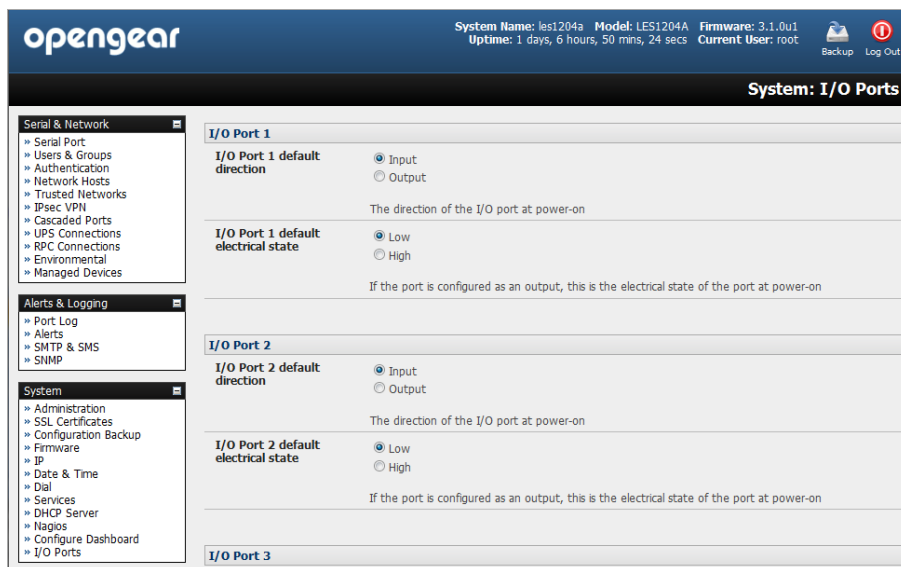 opengear
System Name: les1204a Model: LES1204A Firmware: 3.1.0u1
Uptime: 1 days, 6 hours, 50 mins, 24 secs Current User: root
Backup
Log Out
System: I/O Ports
Serial & Network
» Serial Port
» Users & Groups
» Authentication
» Network Hosts
» Trusted Networks
» IPsec VPN
» Cascaded Ports
» UPS Connections
» RPC Connections
» Environmental
» Managed Devices
Alerts & Logging
» Port Log
» Alerts
» SMTP & SMS
» SNMP
System
» Administration
» SSL Certificates
» Configuration Backup
» Firmware
» IP
» Date & Time
» Dial
» Services
» DHCP Server
» Nagios
» Configure Dashboard
» I/O Ports
I/O Port 1
I/O Port 1 default
direction
Input
Output
The direction of the I/O port at power-on
I/O Port 1 default
electrical state
Low
High
If the port is configured as an output, this is the electrical state of the port at power-on
I/O Port 2
I/O Port 2 default
direction
Input
Output
The direction of the I/O port at power-on
I/O Port 2 default
electrical state
Low
High
If the port is configured as an output, this is the electrical state of the port at power-on
I/O Port 3